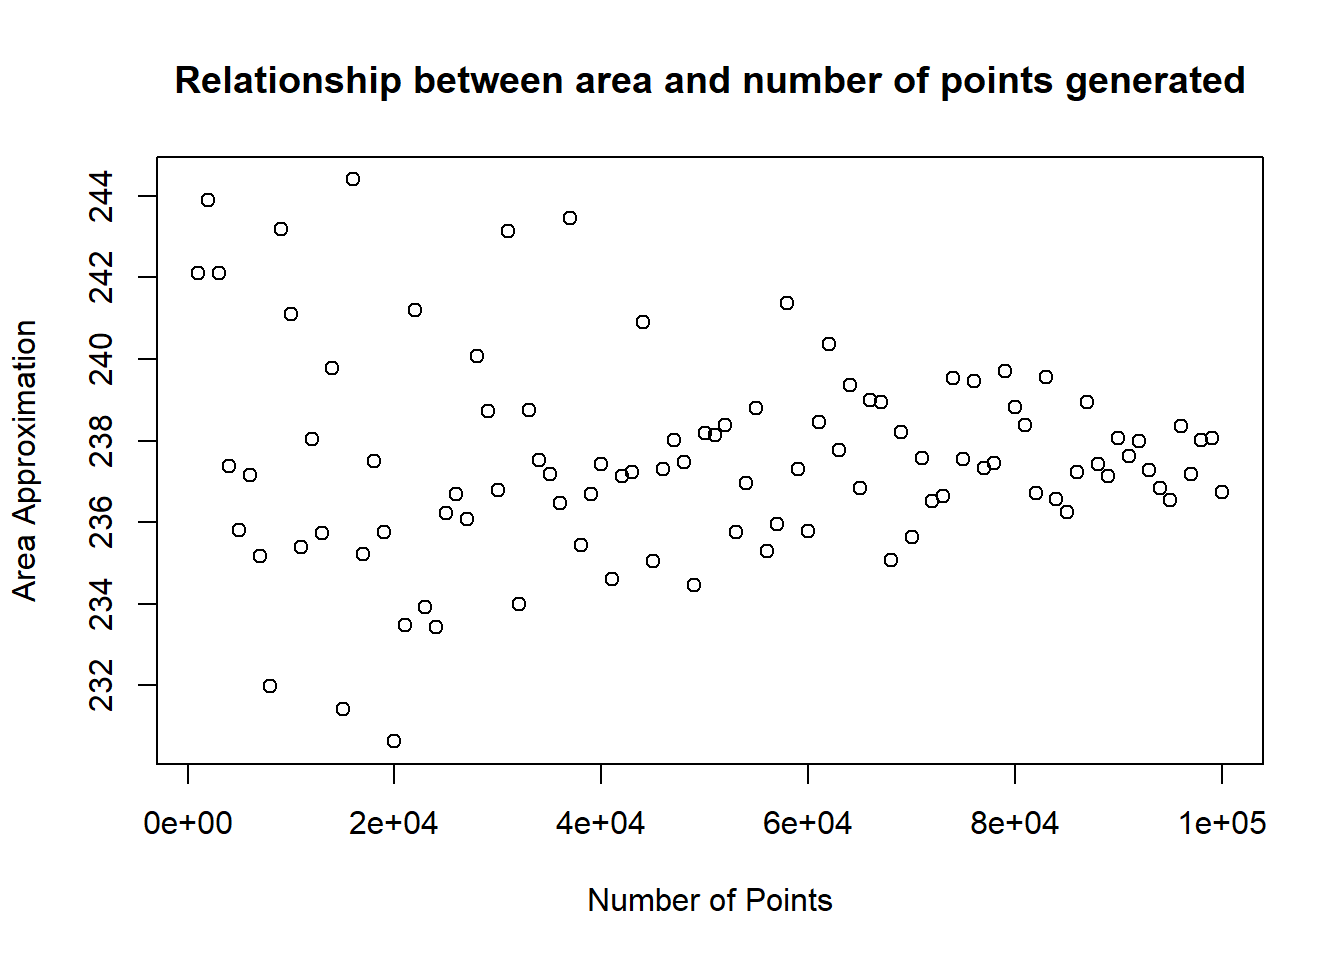 Relationship between area and number of points generated
Area Approximation
244
242
240
238
236
234
232
0e+00 2e+04 4e+04 6e+04 8e+04 1e+05
Number of Points